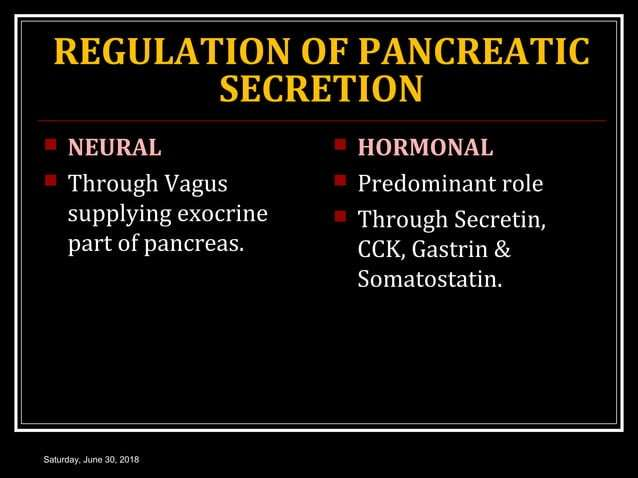 REGULATION OF PANCREATIC
SECRETION
NEURAL
Through Vagus
supplying exocrine
part of pancreas.
HORMONAL
Predominant role
Through Secretin,
CCK, Gastrin &
Somatostatin.
Saturday, June 30, 2018